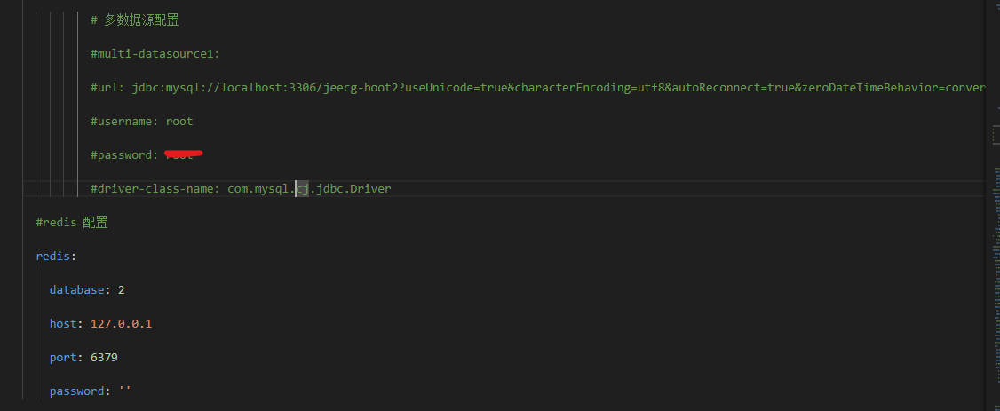 # 多数据源配置
#multi-datasource1:
#url: jdbc:mysql://localhost:3306/jeecg-boot2?useUnicode=true&characterEncoding=utf8&autoReconnect=true&zeroDateTimeBehavior=conver
#username: root
#password:
#driver-class-name: com.mysql.cj.jdbc.Driver
#redis 配置
redis:
database: 2
host: 127.0.0.1
port: 6379
password: ''